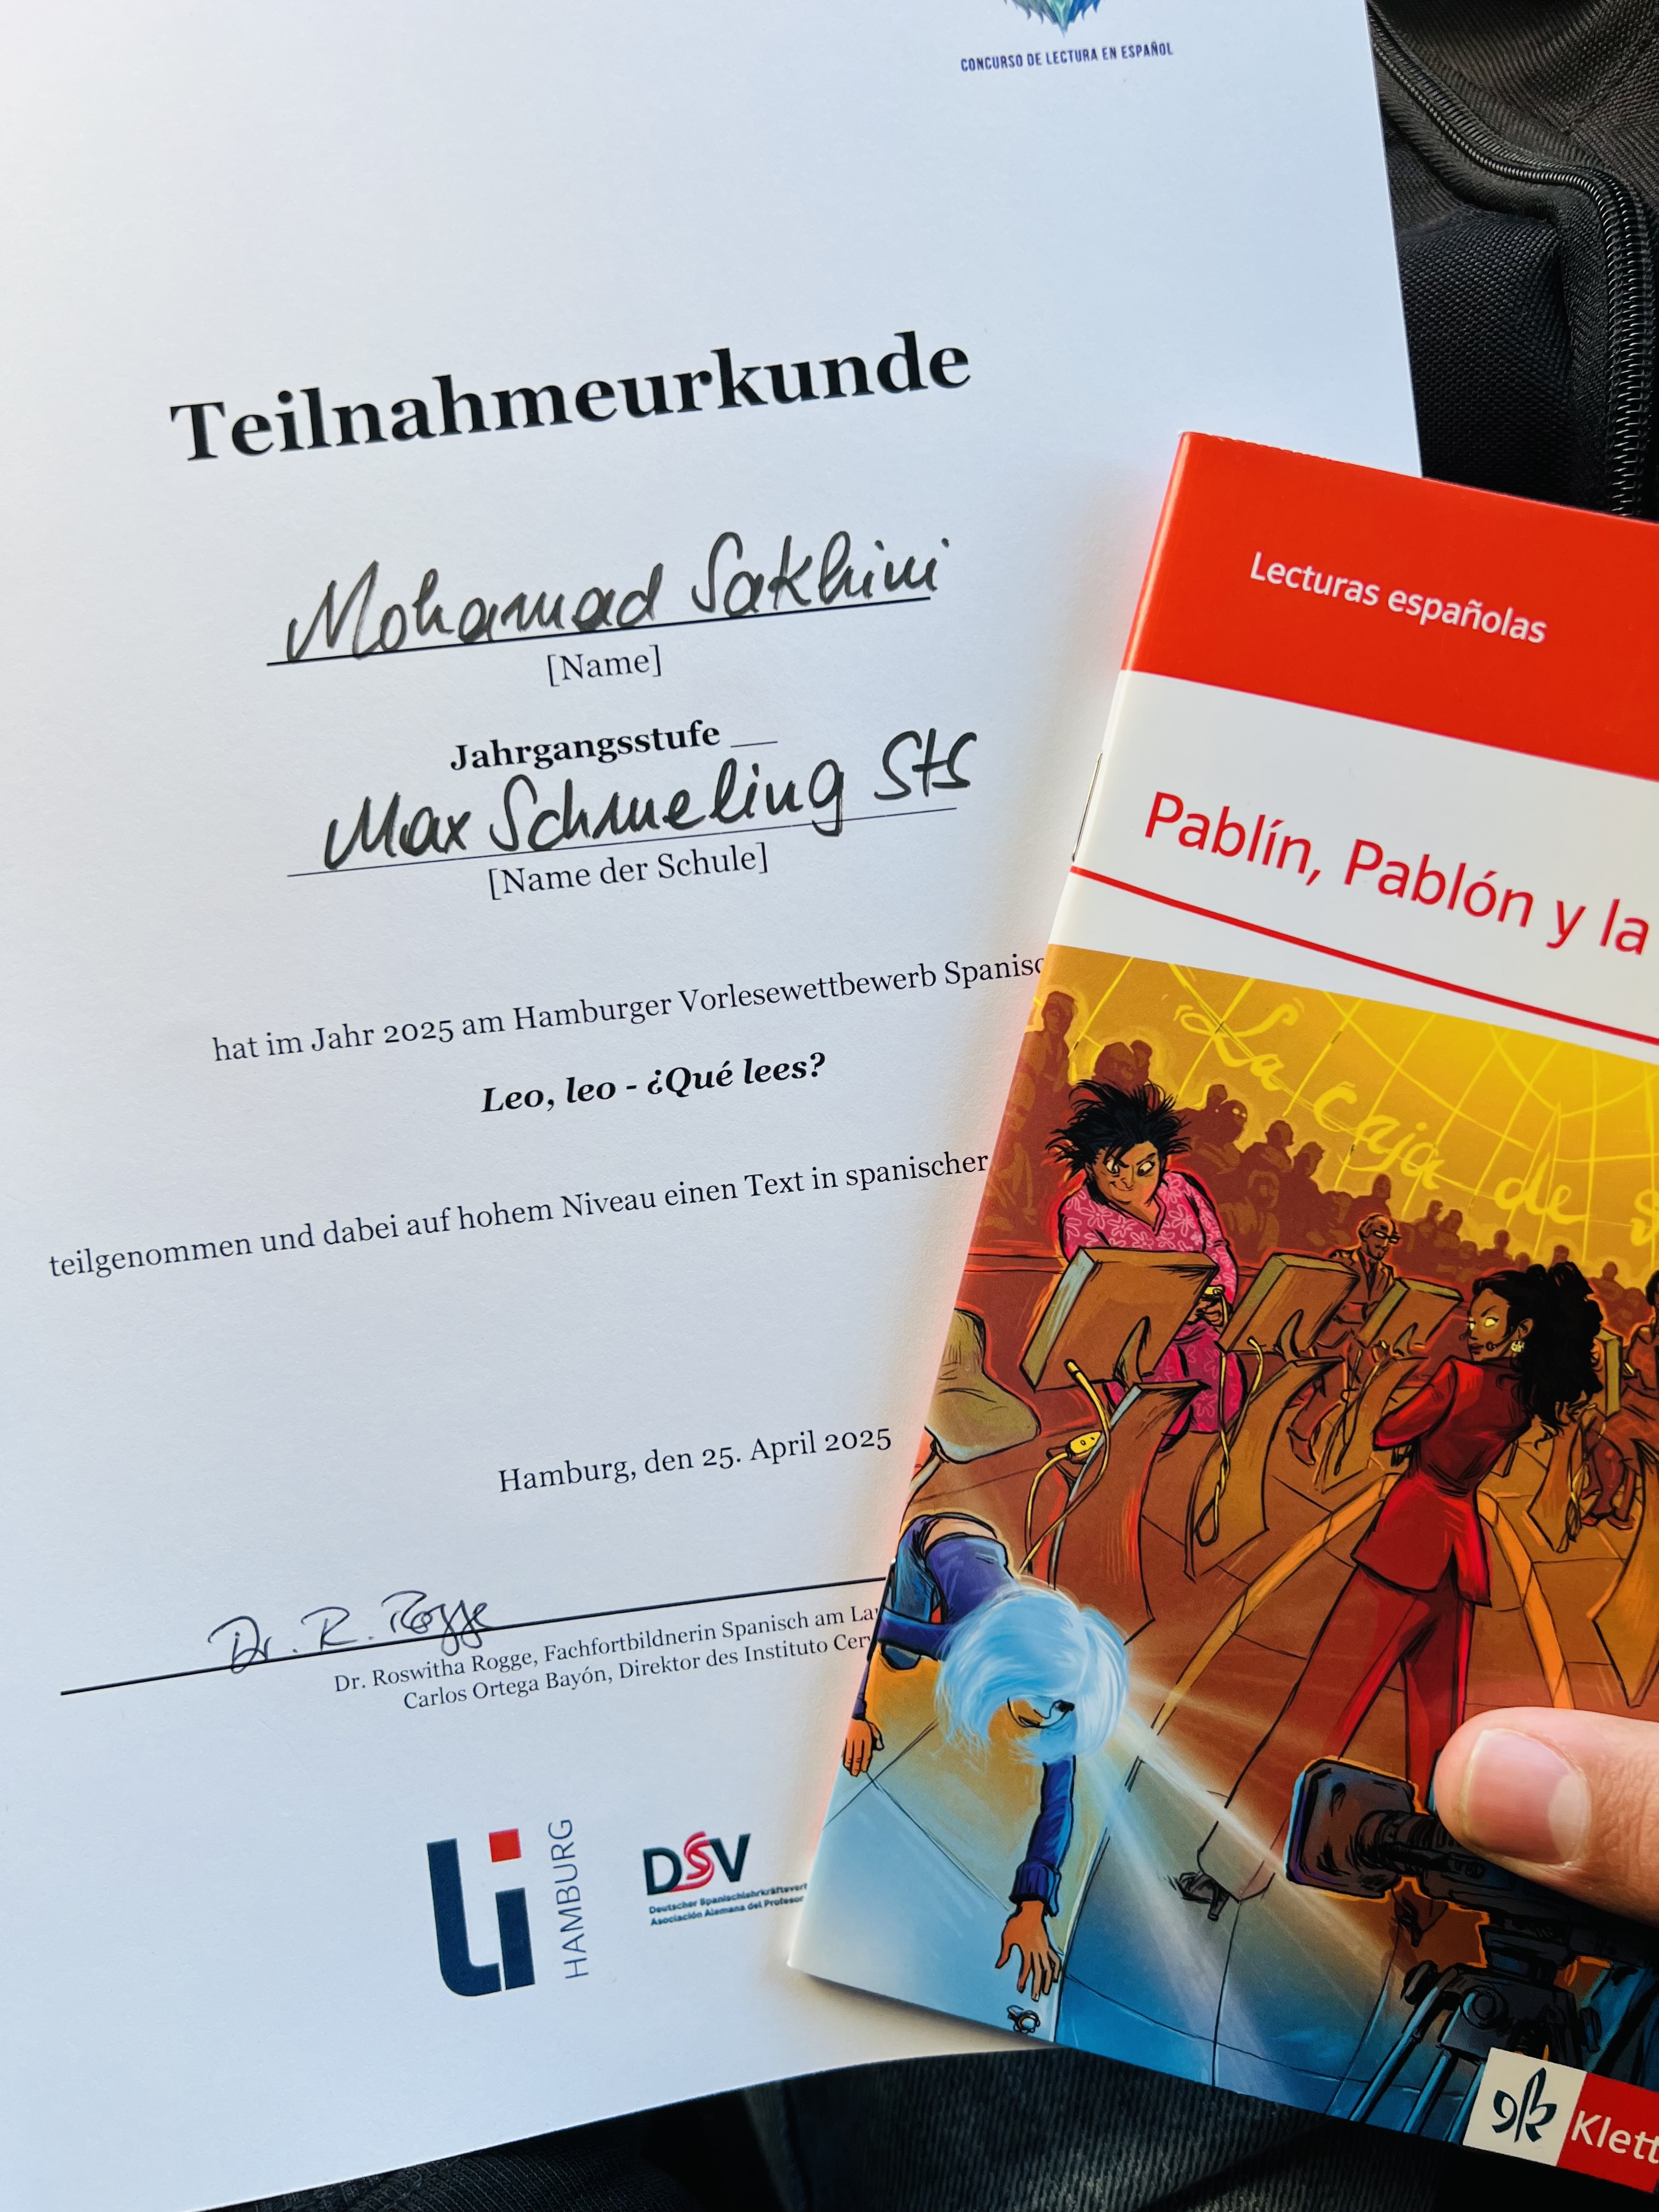 CONCURSO DE LECTURA EN ESPAÑOL
Teilnahmeurkunde
Mohamad Sakhini
[Name]
Jahrgangsstufe __
Max Schmeling StS
[Name der Schule]
hat im Jahr 2025 am Hamburger Vorlesewettbewerb Spanisc
Leo, leo - ¿Qué lees?
teilgenommen und dabei auf hohem Niveau einen Text in spanischer
Hamburg, den 25. April 2025
Dr. R. Rogge
Dr. Roswitha Rogge, Fachfortbildnerin Spanisch am La
Carlos Ortega Bayón, Direktor des Instituto Cer
li HAMBURG
DSV
Deutscher Spanischlehrkräftever
Asociación Alemana del Profesor
Lecturas españolas
Pablín, Pablón y la
La caja de s
Klett